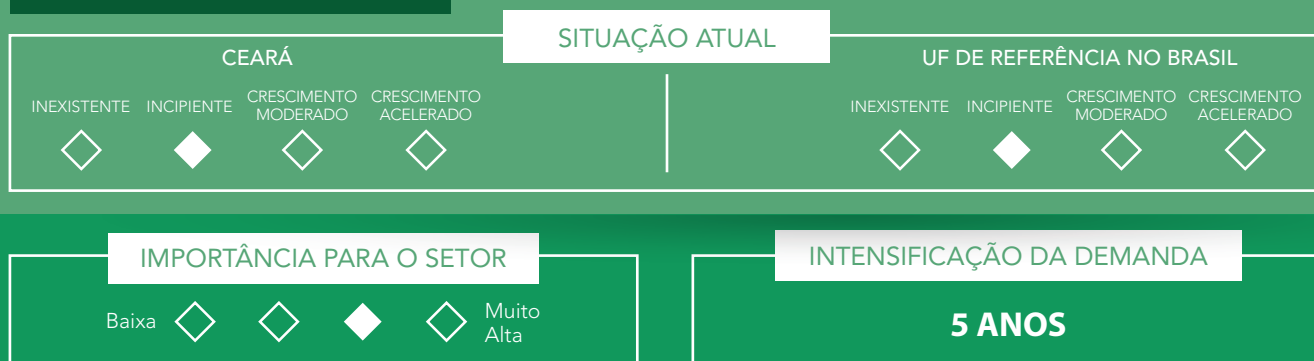 SITUAÇÃO ATUAL
CEARÁ
INEXISTENTE
INCIPIENTE
CRESCIMENTO
MODERADO
CRESCIMENTO
ACELERADO
UF DE REFERÊNCIA NO BRASIL
INEXISTENTE
INCIPIENTE
CRESCIMENTO
MODERADO
CRESCIMENTO
ACELERADO
IMPORTÂNCIA PARA O SETOR
Baixa
Muito
Alta
INTENSIFICAÇÃO DA DEMANDA
5 ANOS